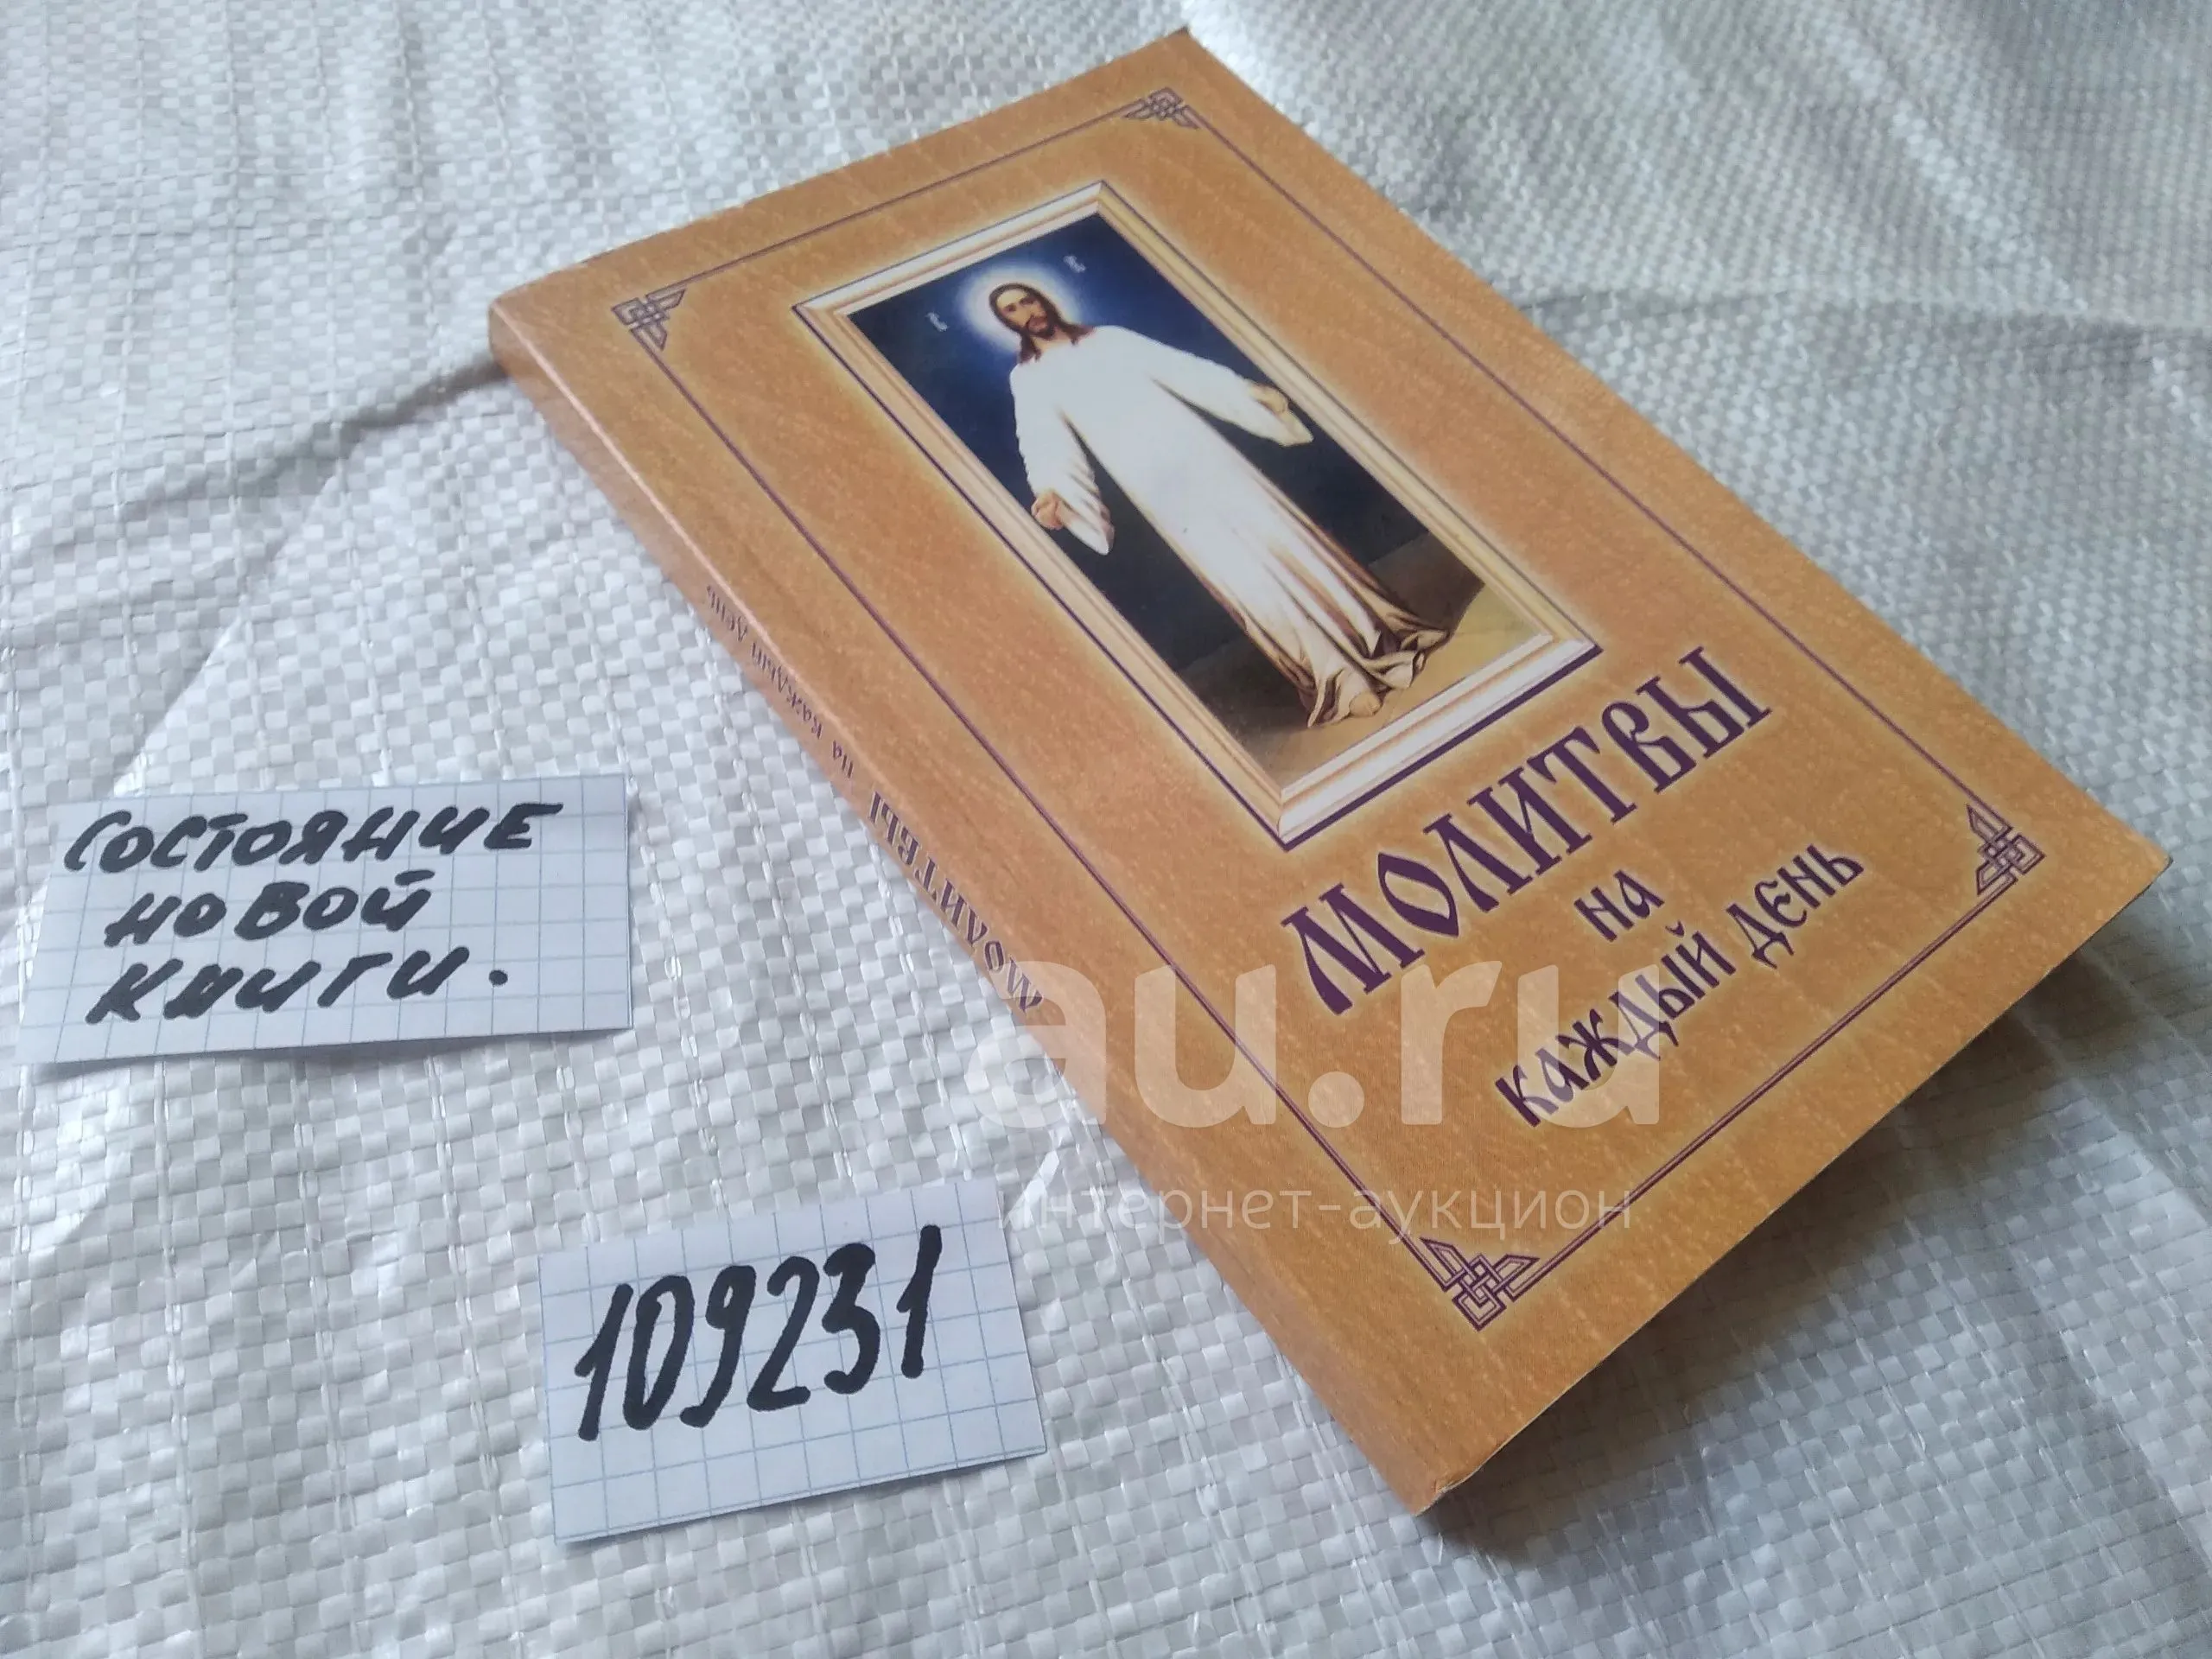 МОЛИТВЫ
на
каждый день
МОЛИТВЫ на каждый день
СОСТОЯНИЕ
НОВОЙ
КНИГИ.
109231
au.ru
интернет-аукцион